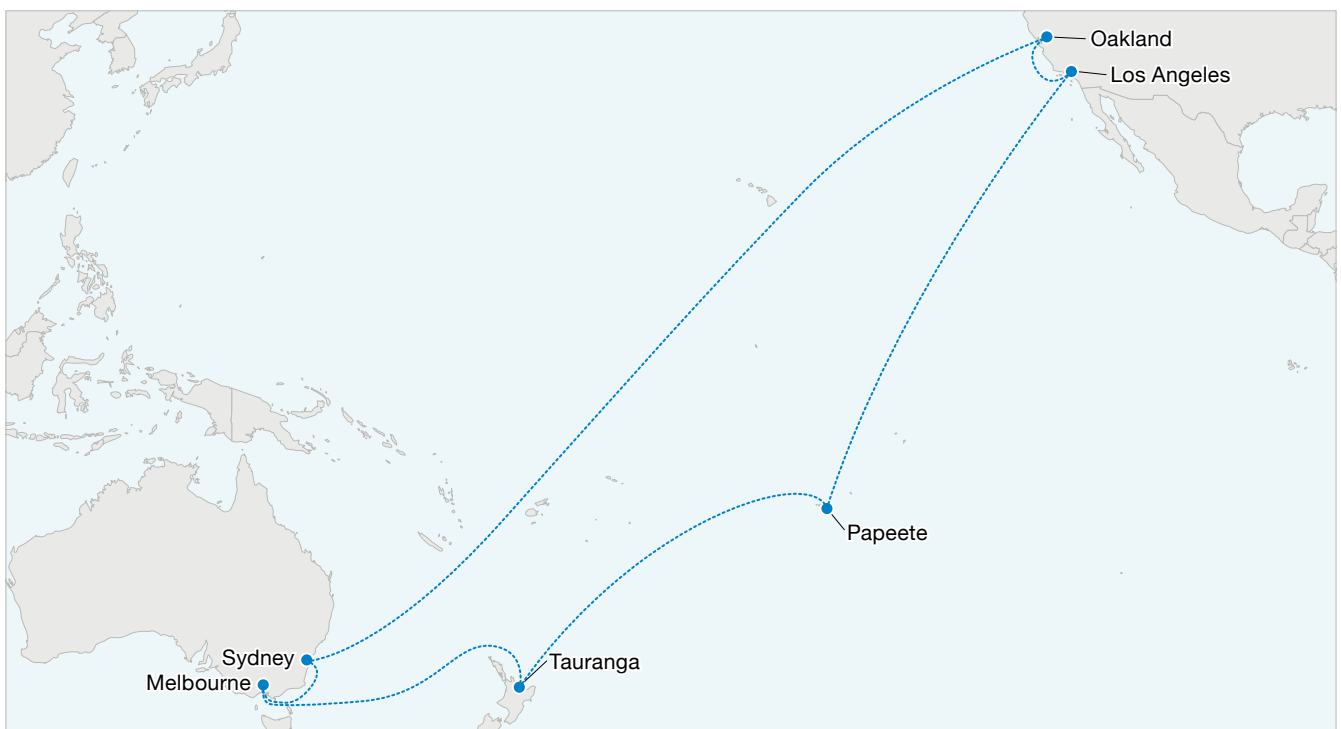 Oakland
Los Angeles
Papeete
Sydney
Tauranga
Melbourne